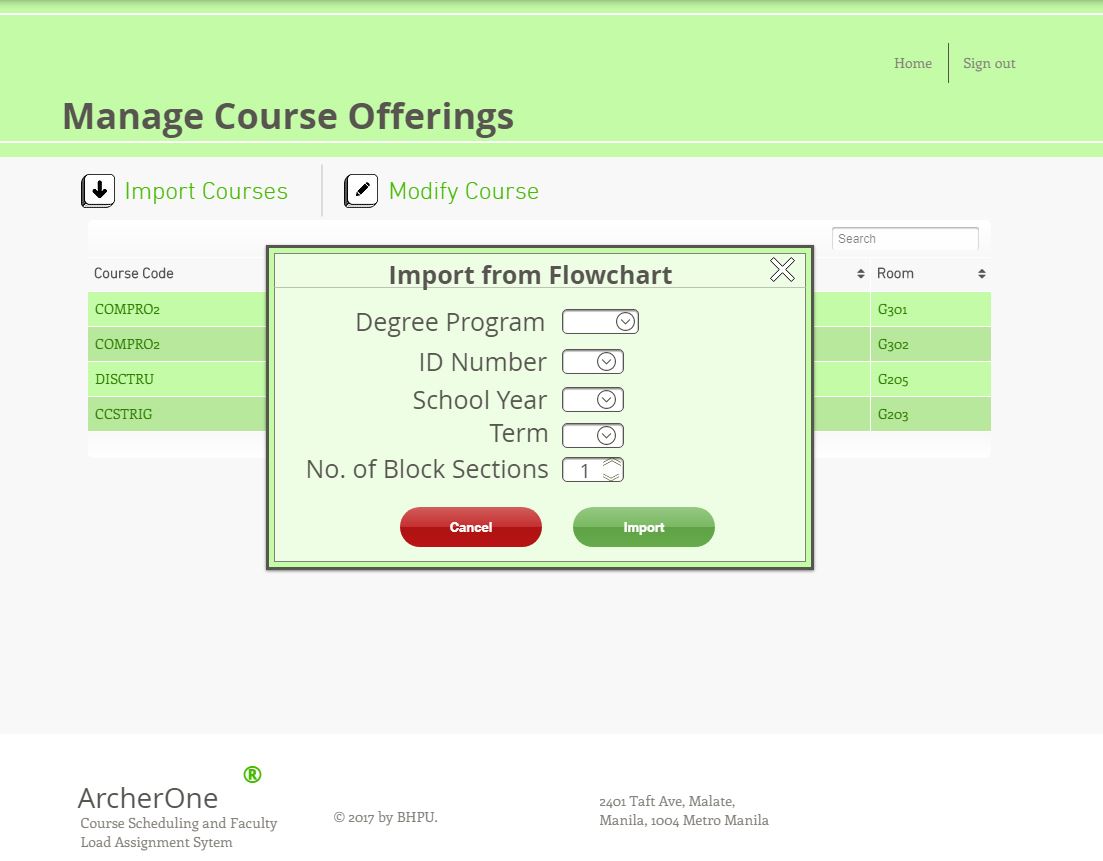 Home
Sign out
Manage Course Offerings
Import Courses
Modify Course
Search
Course Code
Room
COMPRO2
G301
COMPRO2
G302
DISCTRU
G205
CCSTRIG
G203
Import from Flowchart
Degree Program
ID Number
School Year
Term
No. of Block Sections
1
Cancel
Import
®
ArcherOne
Course Scheduling and Faculty
Load Assignment Sytem
© 2017 by BHPU.
2401 Taft Ave, Malate,
Manila, 1004 Metro Manila